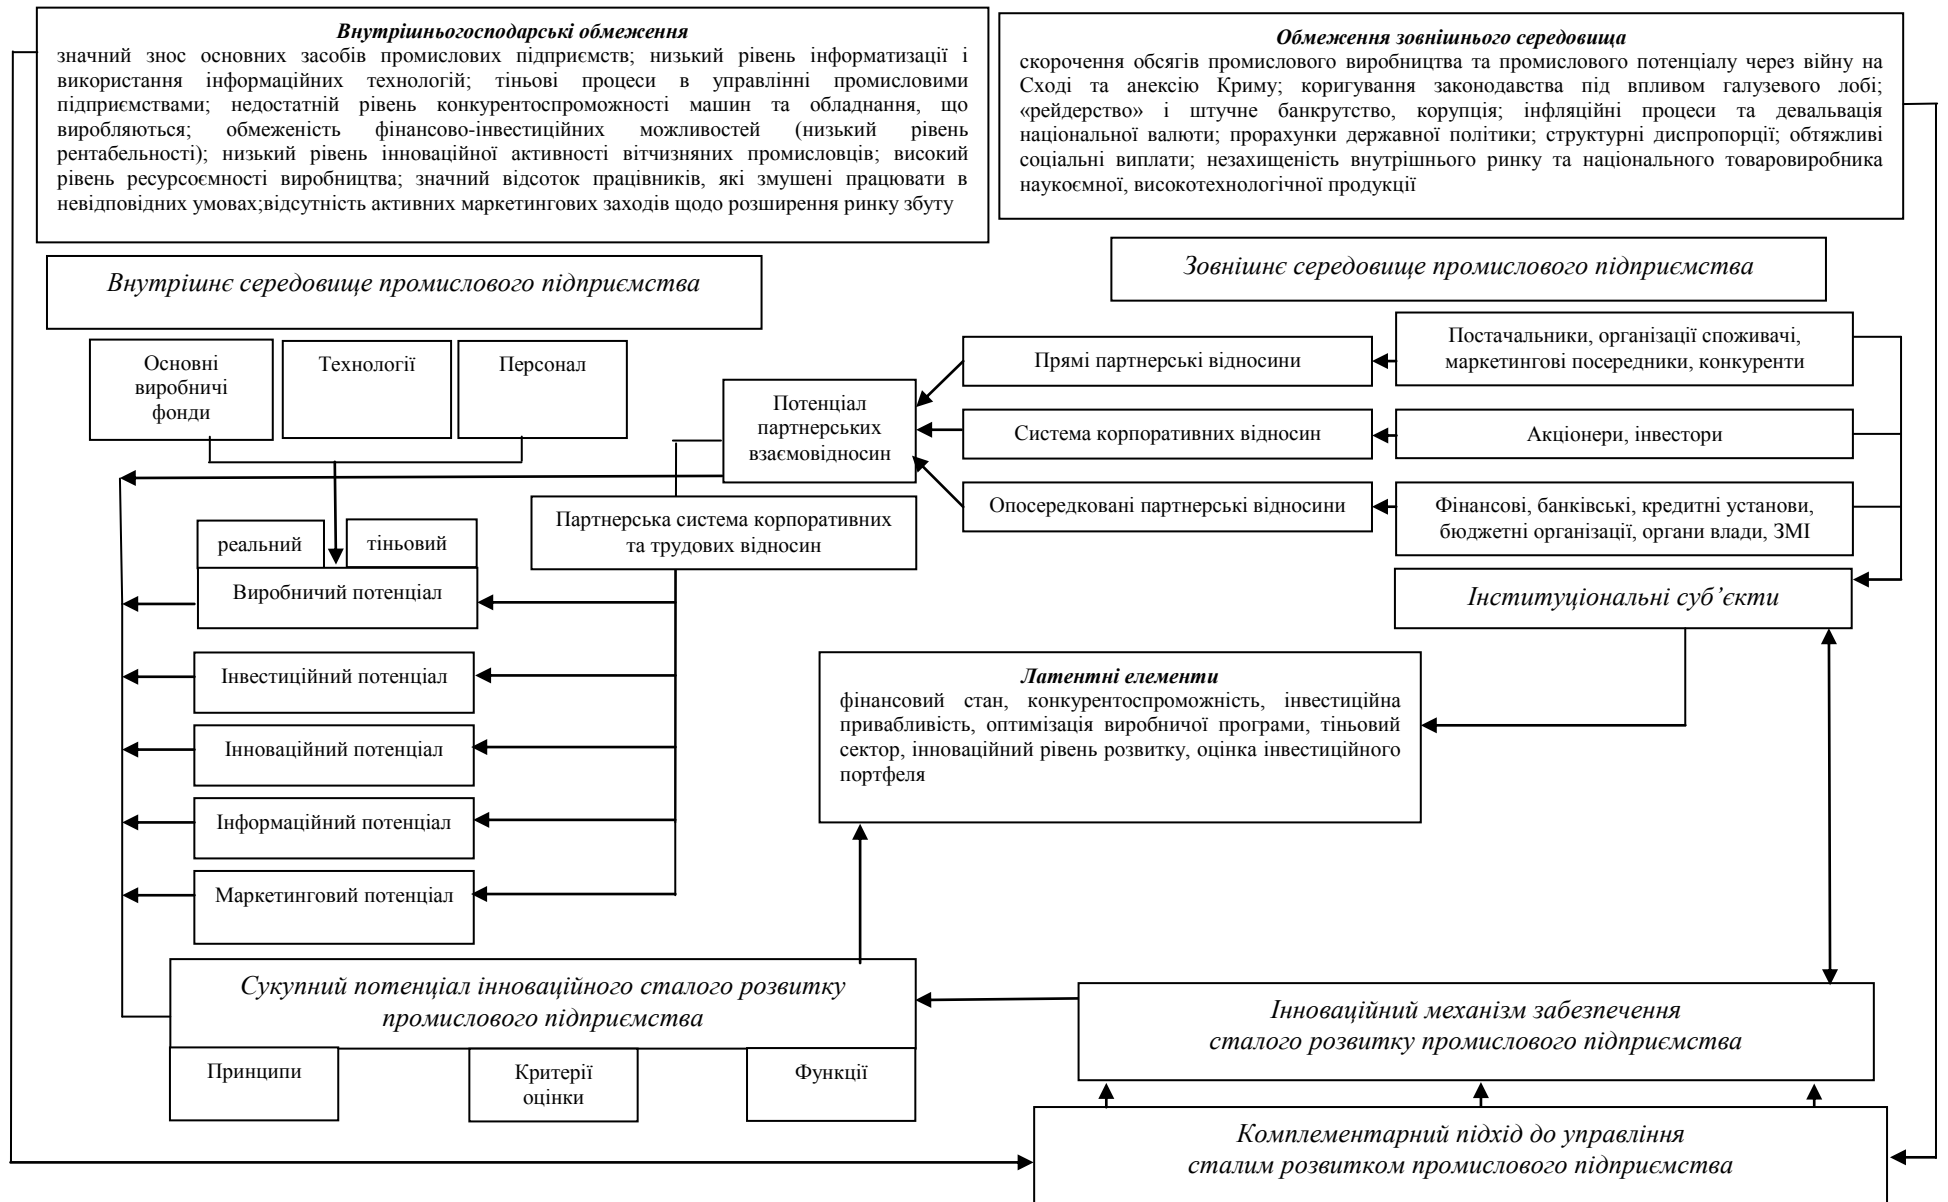 Внутрішньогосподарські обмеження
значний знос основних засобів промислових підприємств; низький рівень інформатизації і
використання інформаційних технологій; тіньові процеси в управлінні промисловими
підприємствами; недостатній рівень конкурентоспроможності машин та обладнання, що
виробляються; обмеженість фінансово-інвестиційних можливостей (низький рівень
рентабельності); низький рівень інноваційної активності вітчизняних промисловців; високий
рівень ресурсоємності виробництва; значний відсоток працівників, які змушені працювати в
невідповідних умовах;відсутність активних маркетингових заходів щодо розширення ринку збуту
Обмеження зовнішнього середовища
скорочення обсягів промислового виробництва та промислового потенціалу через війну на
Сході та анексію Криму; коригування законодавства під впливом галузевого лобі;
«рейдерство» і штучне банкрутство, корупція; інфляційні процеси та девальвація
національної валюти; прорахунки державної політики; структурні диспропорції; обтяжливі
соціальні виплати; незахищеність внутрішнього ринку та національного товаровиробника
наукоємної, високотехнологічної продукції
Внутрішнє середовище промислового підприємства
Зовнішнє середовище промислового підприємства
Основні
виробничі
фонди
Технології
Персонал
Потенціал
партнерських
взаємовідносин
Прямі партнерські відносини
Постачальники, організації споживачі,
маркетингові посередники, конкуренти
Система корпоративних відносин
Акціонери, інвестори
Опосередковані партнерські відносини
Фінансові, банківські, кредитні установи,
бюджетні організації, органи влади, ЗМІ
Партнерська система корпоративних
та трудових відносин
реальний
тіньовий
Виробничий потенціал
Інституціональні суб’єкти
Інвестиційний потенціал
Інноваційний потенціал
Інформаційний потенціал
Маркетинговий потенціал
Латентні елементи
фінансовий стан, конкурентоспроможність, інвестиційна
привабливість, оптимізація виробничої програми, тіньовий
сектор, інноваційний рівень розвитку, оцінка інвестиційного
портфеля
Сукупний потенціал інноваційного сталого розвитку
промислового підприємства
Принципи
Критерії
оцінки
Функції
Інноваційний механізм забезпечення
сталого розвитку промислового підприємства
Комплементарний підхід до управління
сталим розвитком промислового підприємства